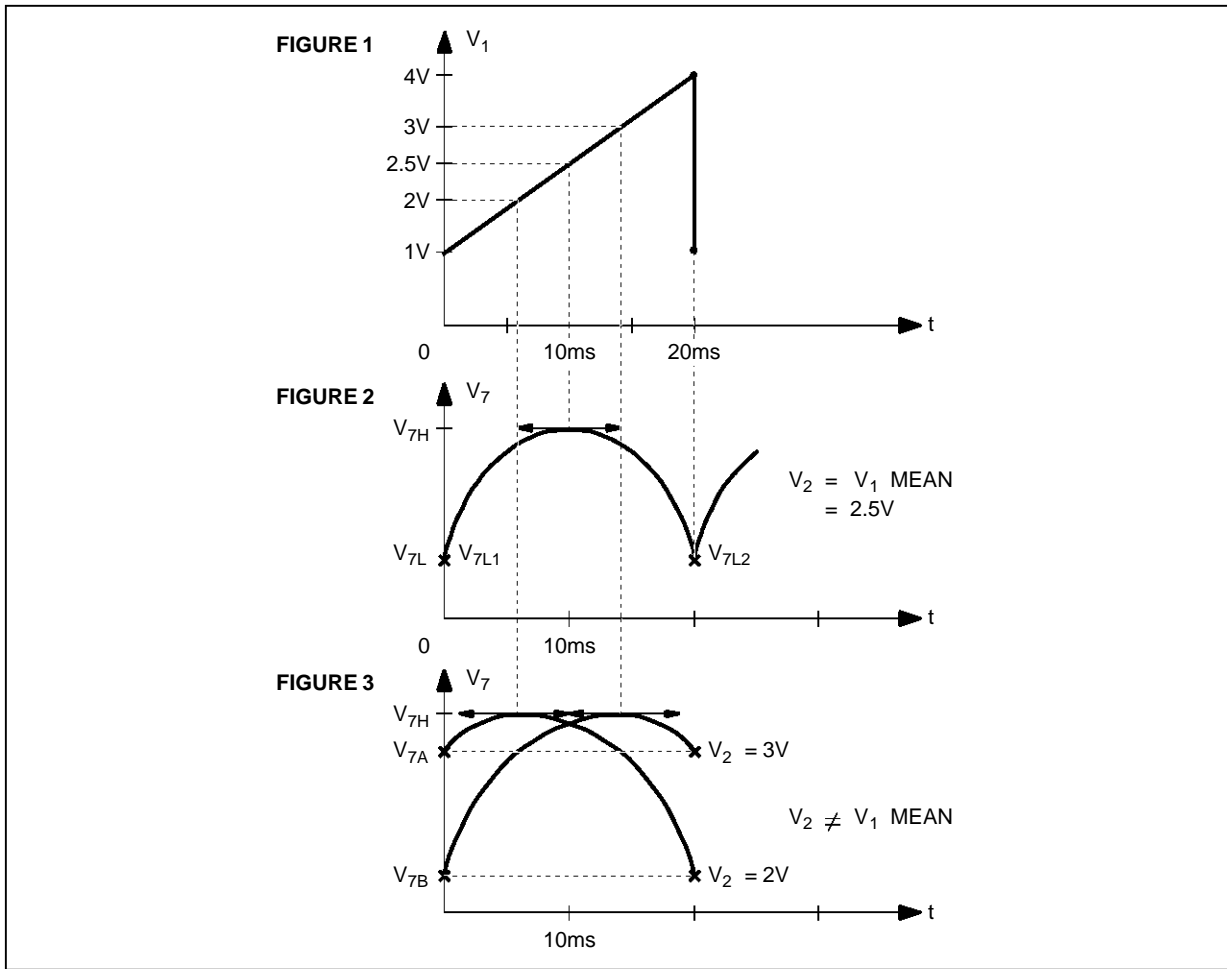 FIGURE 1
V1
4V
3V
2.5V
2V
1V
t
0 10ms 20ms
FIGURE 2
V7
V7H
V2 = V1 MEAN
= 2.5V
V7L V7L1 V7L2
t
0 10ms
FIGURE 3
V7
V7H
V7A V2 = 3V
V2 ≠ V1 MEAN
V7B V2 = 2V
t
10ms